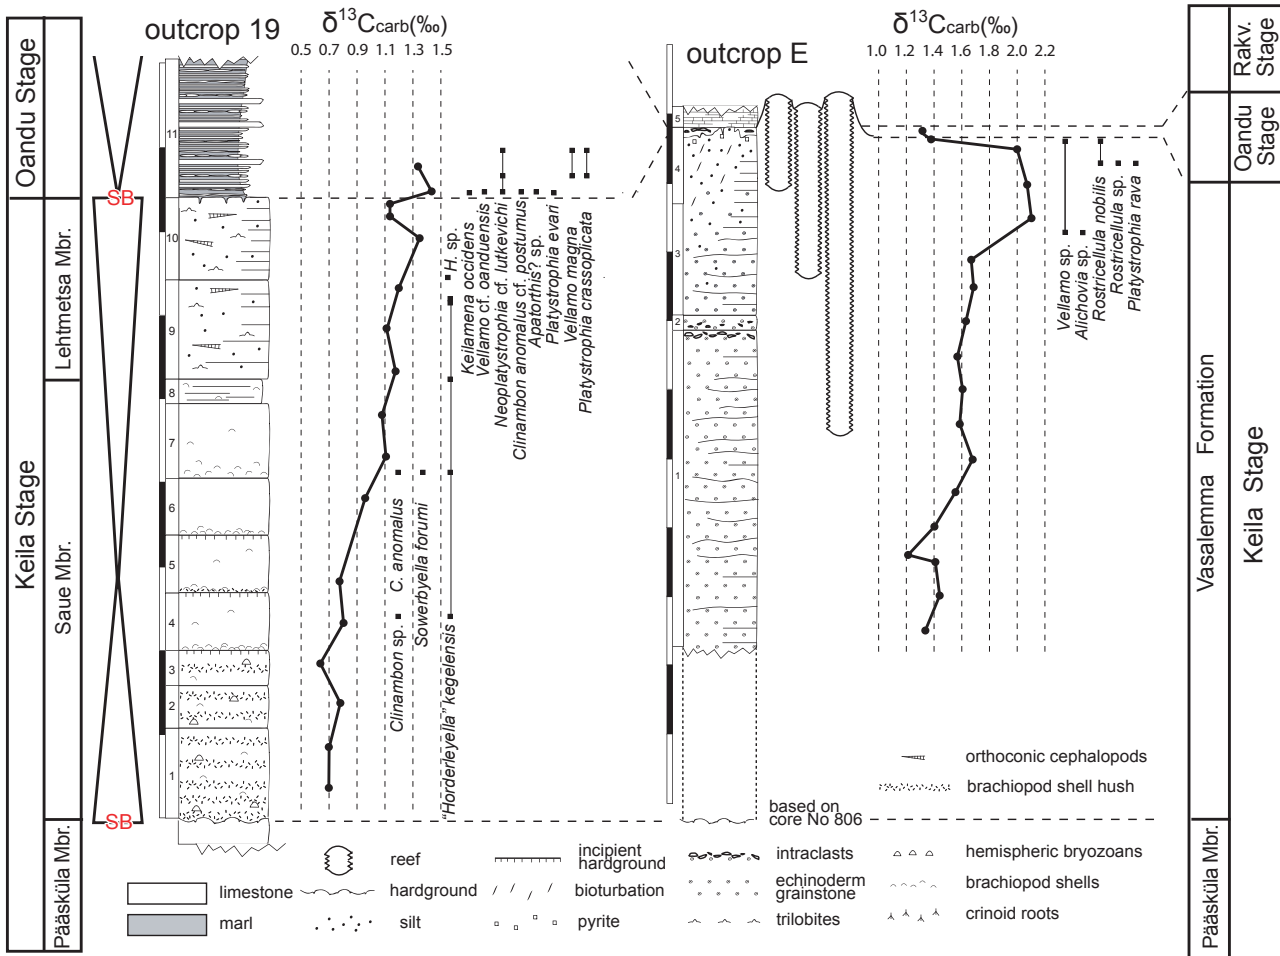 outcrop 19
δ13Ccarb(‰)
0.5 0.7 0.9 1.1 1.3 1.5
outcrop E
δ13Ccarb(‰)
1.0 1.2 1.4 1.6 1.8 2.0 2.2
Oandu Stage
Keila Stage
Lehtmetsa Mbr.
Saue Mbr.
Pääsküla Mbr.
SB
SB
11
10
9
8
7
6
5
4
3
2
1
H. sp.
Keilamena occidens
Vellamo cf. oanduensis
Neoplatystrophia cf. lutkevichi
Clinambon anomalus cf. postumus
Apatorthis? sp.
Platystrophia evari
Vellamo magna
Platystrophia crassoplicata
Clinambon sp.
C. anomalus
Sowerbyella forumi
"Horderleyella" kegelensis
5
4
3
2
1
Vellamo sp.
Alichovia sp.
Rostricellula nobilis
Rostricellula sp.
Platystrophia rava
Rakv. Stage
Oandu Stage
Keila Stage
Vasalemma Formation
Pääsküla Mbr.
based on
core No 806
orthoconic cephalopods
brachiopod shell hush
reef
incipient
hardground
intraclasts
hemispheric bryozoans
limestone
hardground
bioturbation
echinoderm
grainstone
brachiopod shells
marl
silt
pyrite
trilobites
crinoid roots